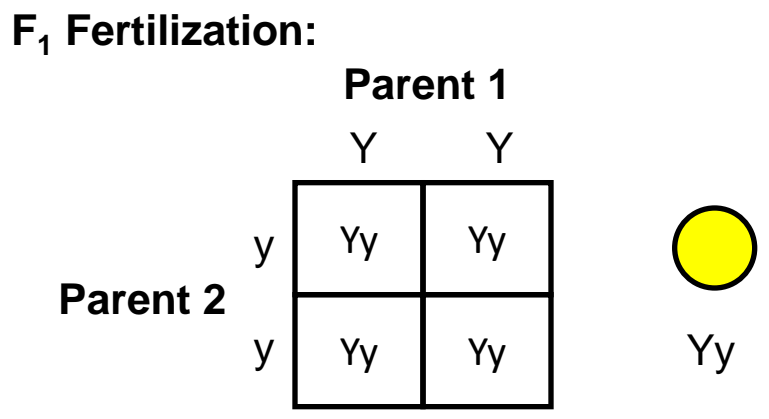 F₁ Fertilization:
Parent 1
Y Y
y Yy Yy
Parent 2
y Yy Yy
Yy